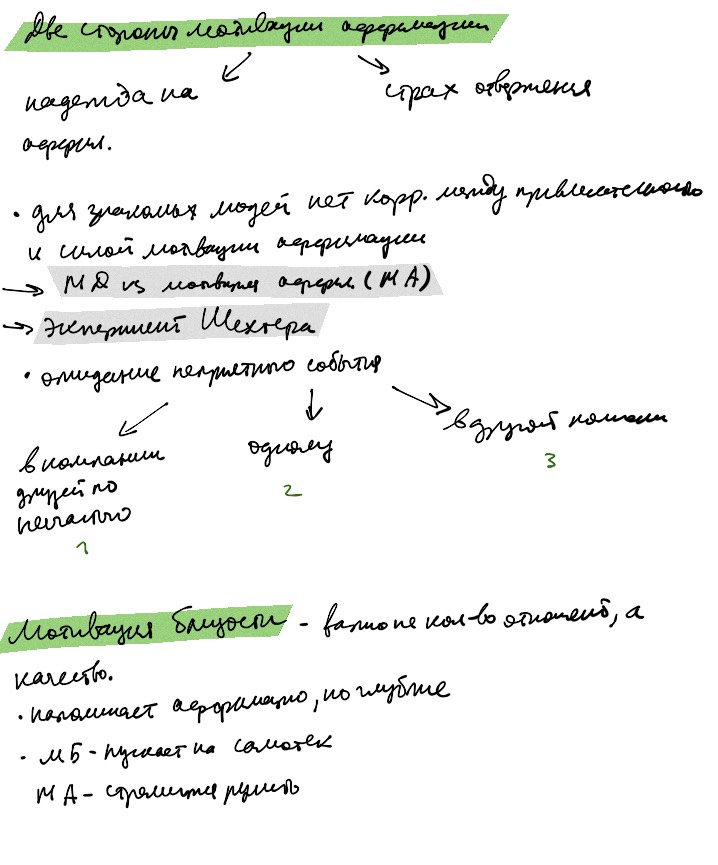 Две стороны мотивации аффилиации
надежда на
аффил.
страх отвержения
• для знакомых людей нет корр. между привлекательностью
и силой мотивации аффилиации
→ МД vs мотивация аффил (МА)
→ Эксперимент Шехтера
• ожидание неприятного события
в компании
друзей по
несчастью
1
одному
2
в другой комнате
3
Мотивация близости - важно не кол-во отношений, а
качество.
• напоминает аффилиацию, но глубже
• МБ - пускает на самотек
МА - стремится рулить